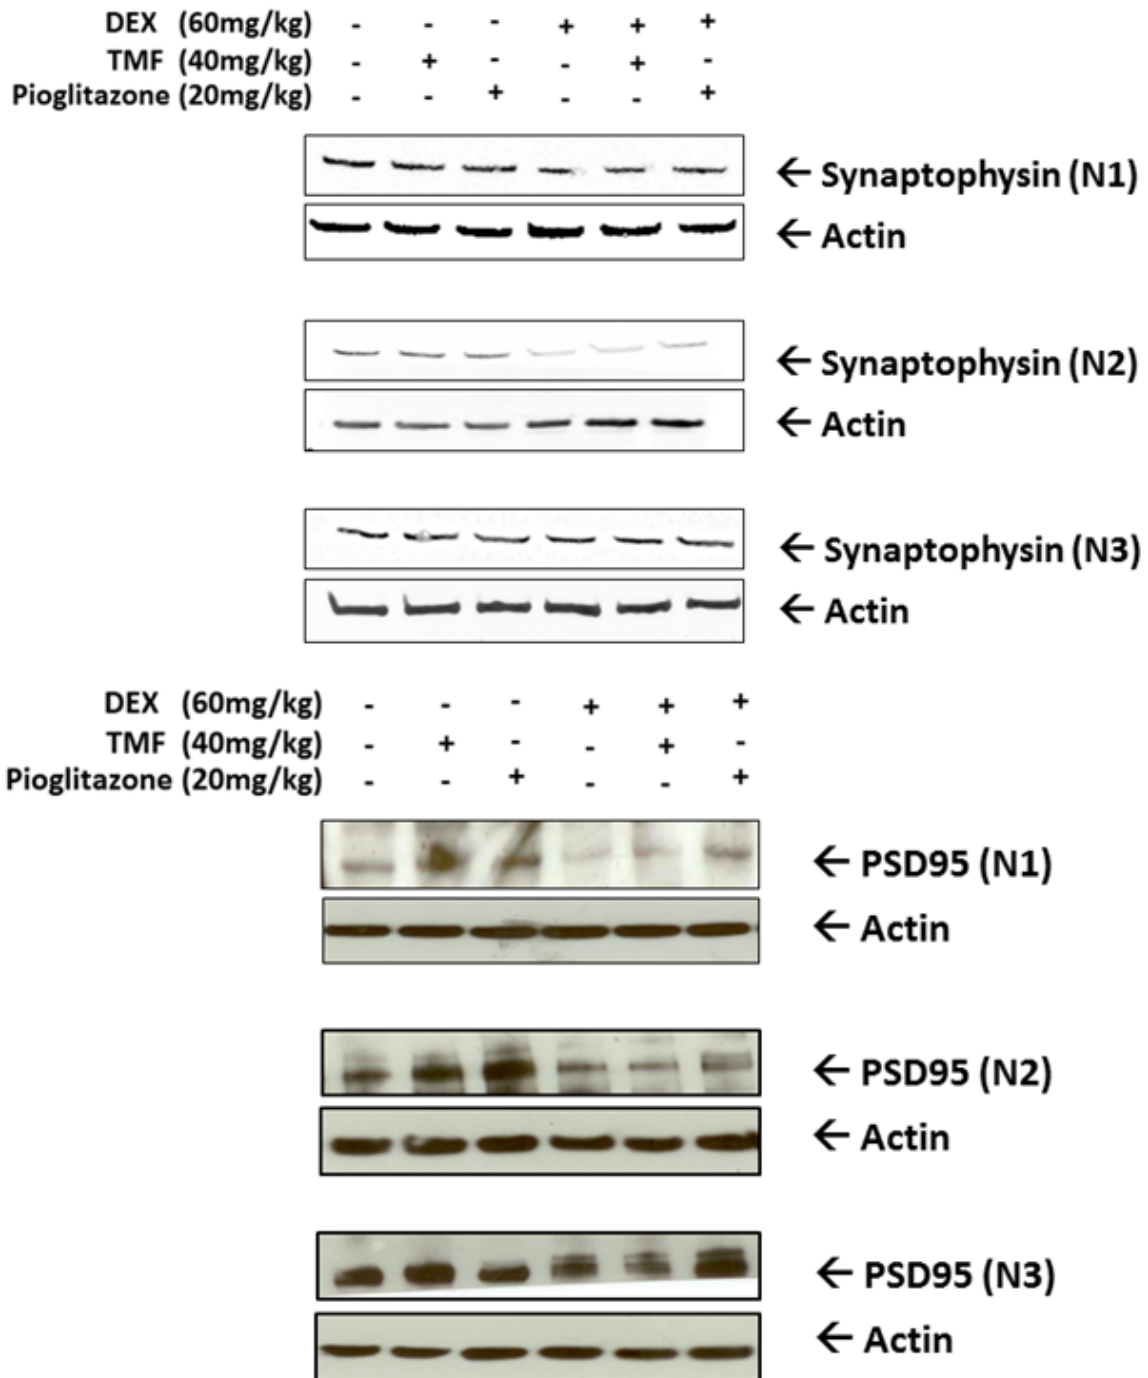 DEX (60mg/kg) - - - + + +
TMF (40mg/kg) - + - - + -
Pioglitazone (20mg/kg) - - + - - +
← Synaptophysin (N1)
← Actin
← Synaptophysin (N2)
← Actin
← Synaptophysin (N3)
← Actin
DEX (60mg/kg) - - - + + +
TMF (40mg/kg) - + - - + -
Pioglitazone (20mg/kg) - - + - - +
← PSD95 (N1)
← Actin
← PSD95 (N2)
← Actin
← PSD95 (N3)
← Actin